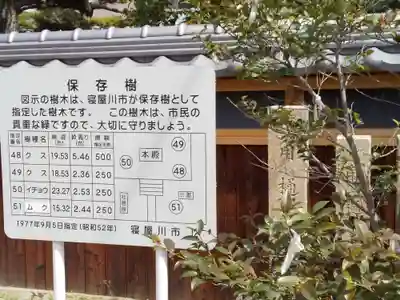 保存樹
図示の樹木は、寝屋川市が保存樹として
指定した樹木です。 この樹木は、市民の
貴重な緑ですので、大切に守りましょう。
樹種名
48 クス 19.53 5.46 500
49 クス 18.53 2.36 250
50 イチョウ 23.27 2.53 250
51 ムク 15.32 2.44 250
49
本殿
50
48
51
1977年9月5日指定(昭和52年) 寝屋川市